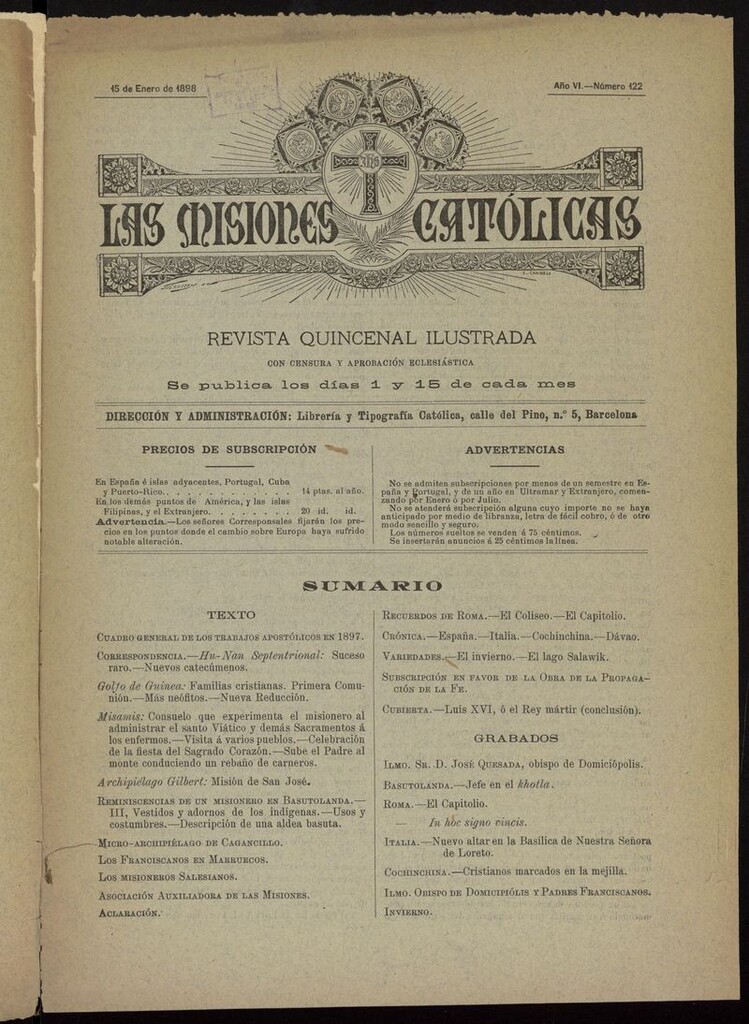 15 de Enero de 1898
Año VI.—Número 122
IHS
LAS MISIONES CATÓLICAS
REVISTA QUINCENAL ILUSTRADA
CON CENSURA Y APROBACIÓN ECLESIÁSTICA
Se publica los días 1 y 15 de cada mes
DIRECCIÓN Y ADMINISTRACIÓN: Librería y Tipografía Católica, calle del Pino, n.º 5, Barcelona
PRECIOS DE SUBSCRIPCIÓN
En España é islas adyacentes, Portugal, Cuba
y Puerto-Rico. . . . . . . . . . . . 14 ptas. al año.
En los demás puntos de América, y las islas
Filipinas, y el Extranjero. . . . . . . . 20 id. id.
Advertencia.—Los señores Corresponsales fijarán los pre-
cios en los puntos donde el cambio sobre Europa haya sufrido
notable alteración.
ADVERTENCIAS
No se admiten subscripciones por menos de un semestre en Es-
paña y Portugal, y de un año en Ultramar y Extranjero, comen-
zando por Enero ó por Julio.
No se atenderá subscripción alguna cuyo importe no se haya
anticipado por medio de libranza, letra de fácil cobro, ó de otro
modo sencillo y seguro.
Los números sueltos se venden á 75 céntimos.
Se insertarán anuncios á 25 céntimos la línea.
SUMARIO
TEXTO
CUADRO GENERAL DE LOS TRABAJOS APOSTÓLICOS EN 1897.
CORRESPONDENCIA.—Hu-Nan Septentrional: Suceso
raro.—Nuevos catecúmenos.
Golfo de Guinea: Familias cristianas. Primera Comu-
nión.—Más neófitos.—Nueva Reducción.
Misamis: Consuelo que experimenta el misionero al
administrar el santo Viático y demás Sacramentos á
los enfermos.—Visita á varios pueblos.—Celebración
de la fiesta del Sagrado Corazón.—Sube el Padre al
monte conduciendo un rebaño de carneros.
Archipiélago Gilbert: Misión de San José.
REMINISCENCIAS DE UN MISIONERO EN BASUTOLANDA.—
III, Vestidos y adornos de los indígenas.—Usos y
costumbres.—Descripción de una aldea basuta.
MICRO-ARCHIPIÉLAGO DE CAGANCILLO.
LOS FRANCISCANOS EN MARRUECOS.
LOS MISIONEROS SALESIANOS.
ASOCIACIÓN AUXILIADORA DE LAS MISIONES.
ACLARACIÓN.
RECUERDOS DE ROMA.—El Coliseo.—El Capitolio.
CRÓNICA.—España.—Italia.—Cochinchina.—Dávao.
VARIEDADES.—El invierno.—El lago Salawik.
SUBSCRIPCIÓN EN FAVOR DE LA OBRA DE LA PROPAGA-
CIÓN DE LA FE.
CUBIERTA.—Luis XVI, ó el Rey mártir (conclusión).
GRABADOS
ILMO. SR. D. JOSÉ QUESADA, obispo de Domiciópolis.
BASUTOLANDA.—Jefe en el khotla.
ROMA.—El Capitolio.
— In hoc signo vincis.
ITALIA.—Nuevo altar en la Basílica de Nuestra Señora
de Loreto.
COCHINCHINA.—Cristianos marcados en la mejilla.
ILMO. OBISPO DE DOMICIPIÓLIS Y PADRES FRANCISCANOS.
INVIERNO.